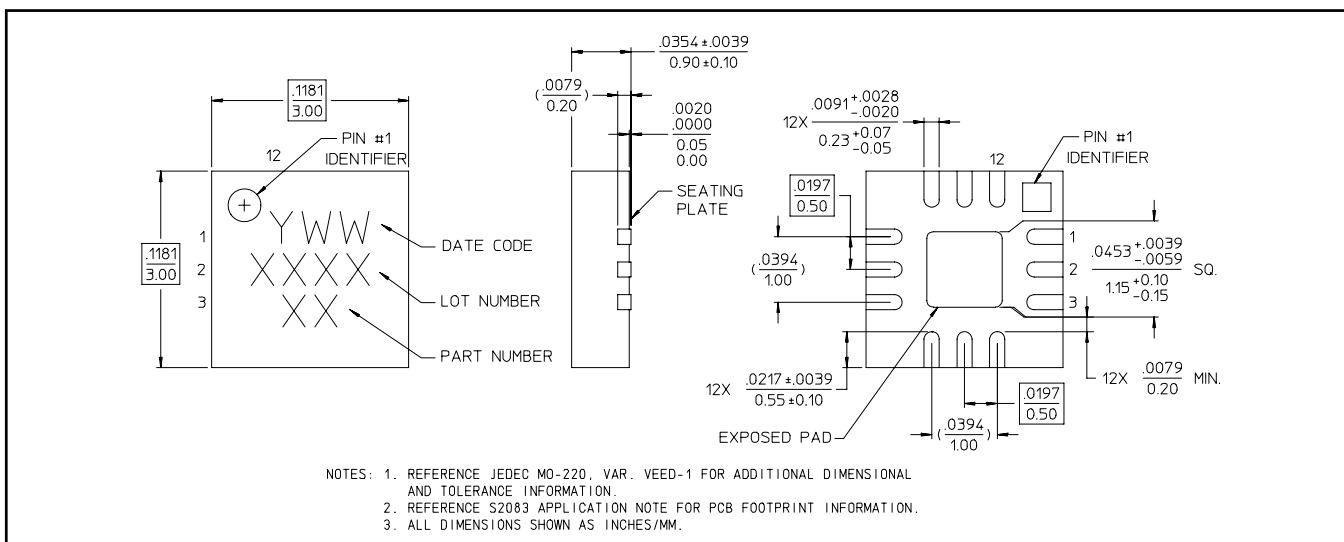 .1181
3.00
12
PIN #1
IDENTIFIER
.1181
3.00
1
2
3
YWW
XXXX
XX
DATE CODE
LOT NUMBER
PART NUMBER
.0354 ±.0039
0.90 ±0.10
(.0079
0.20)
.0020
.0000
0.05
0.00
SEATING
PLATE
12X .0091 +.0028
-.0020
0.23 +0.07
-0.05
12
PIN #1
IDENTIFIER
.0197
0.50
(.0394
1.00)
1
2
3
.0453 +.0039
-.0059 SQ.
1.15 +0.10
-0.15
12X .0217 ±.0039
0.55 ±0.10
12X .0079 MIN.
0.20
.0197
0.50
(.0394
1.00)
EXPOSED PAD
NOTES: 1. REFERENCE JEDEC MO-220, VAR. VEED-1 FOR ADDITIONAL DIMENSIONAL
AND TOLERANCE INFORMATION.
2. REFERENCE S2083 APPLICATION NOTE FOR PCB FOOTPRINT INFORMATION.
3. ALL DIMENSIONS SHOWN AS INCHES/MM.